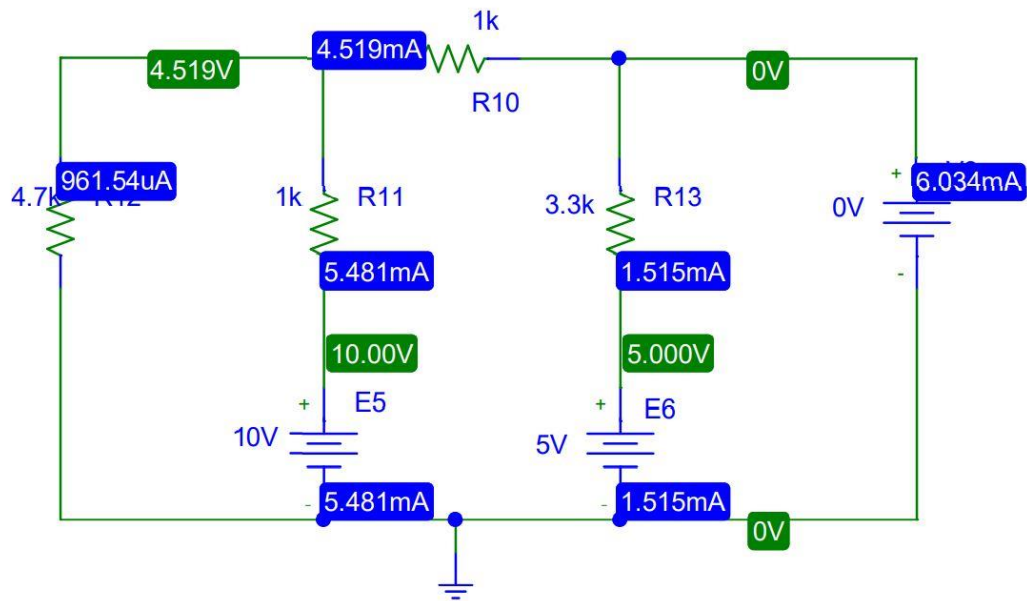 1k
4.519V
4.519mA
0V
R10
961.54uA
4.7k
1k
R11
3.3k
R13
+
6.034mA
0V
5.481mA
1.515mA
-
10.00V
5.000V
+
E5
+
E6
10V
5V
-
5.481mA
-
1.515mA
0V